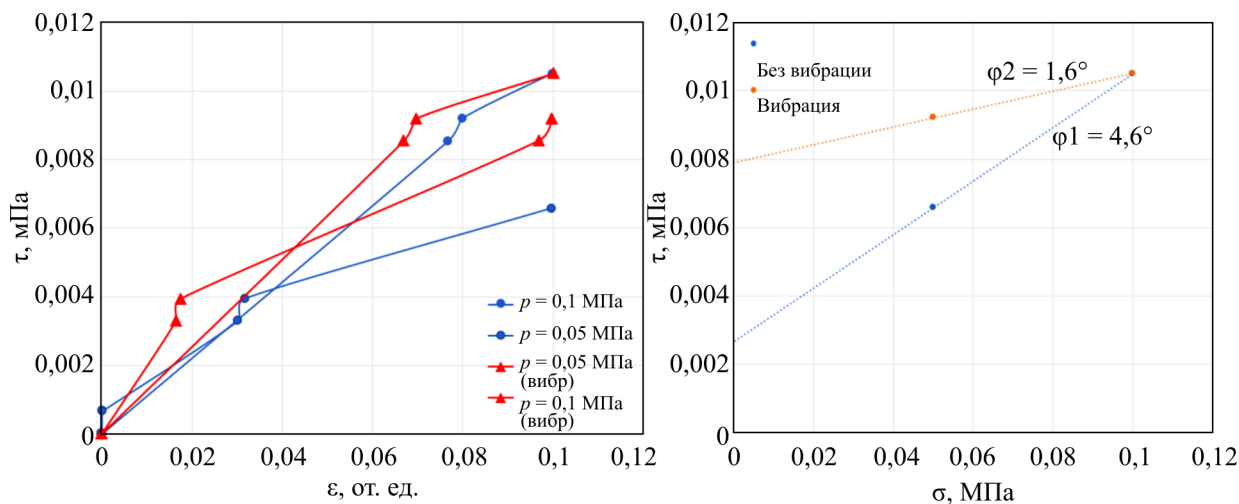 0,012
0,01
0,008
0,006
0,004
0,002
0
τ, мПа
0
0,02
0,04
0,06
0,08
0,1
0,12
ε, от. ед.
p = 0,1 МПа
p = 0,05 МПа
p = 0,05 МПа
(вибр)
p = 0,1 МПа
(вибр)
0,012
0,01
0,008
0,006
0,004
0,002
0
τ, мПа
0
0,02
0,04
0,06
0,08
0,1
0,12
σ, МПа
Без вибрации
Вибрация
φ2 = 1,6°
φ1 = 4,6°